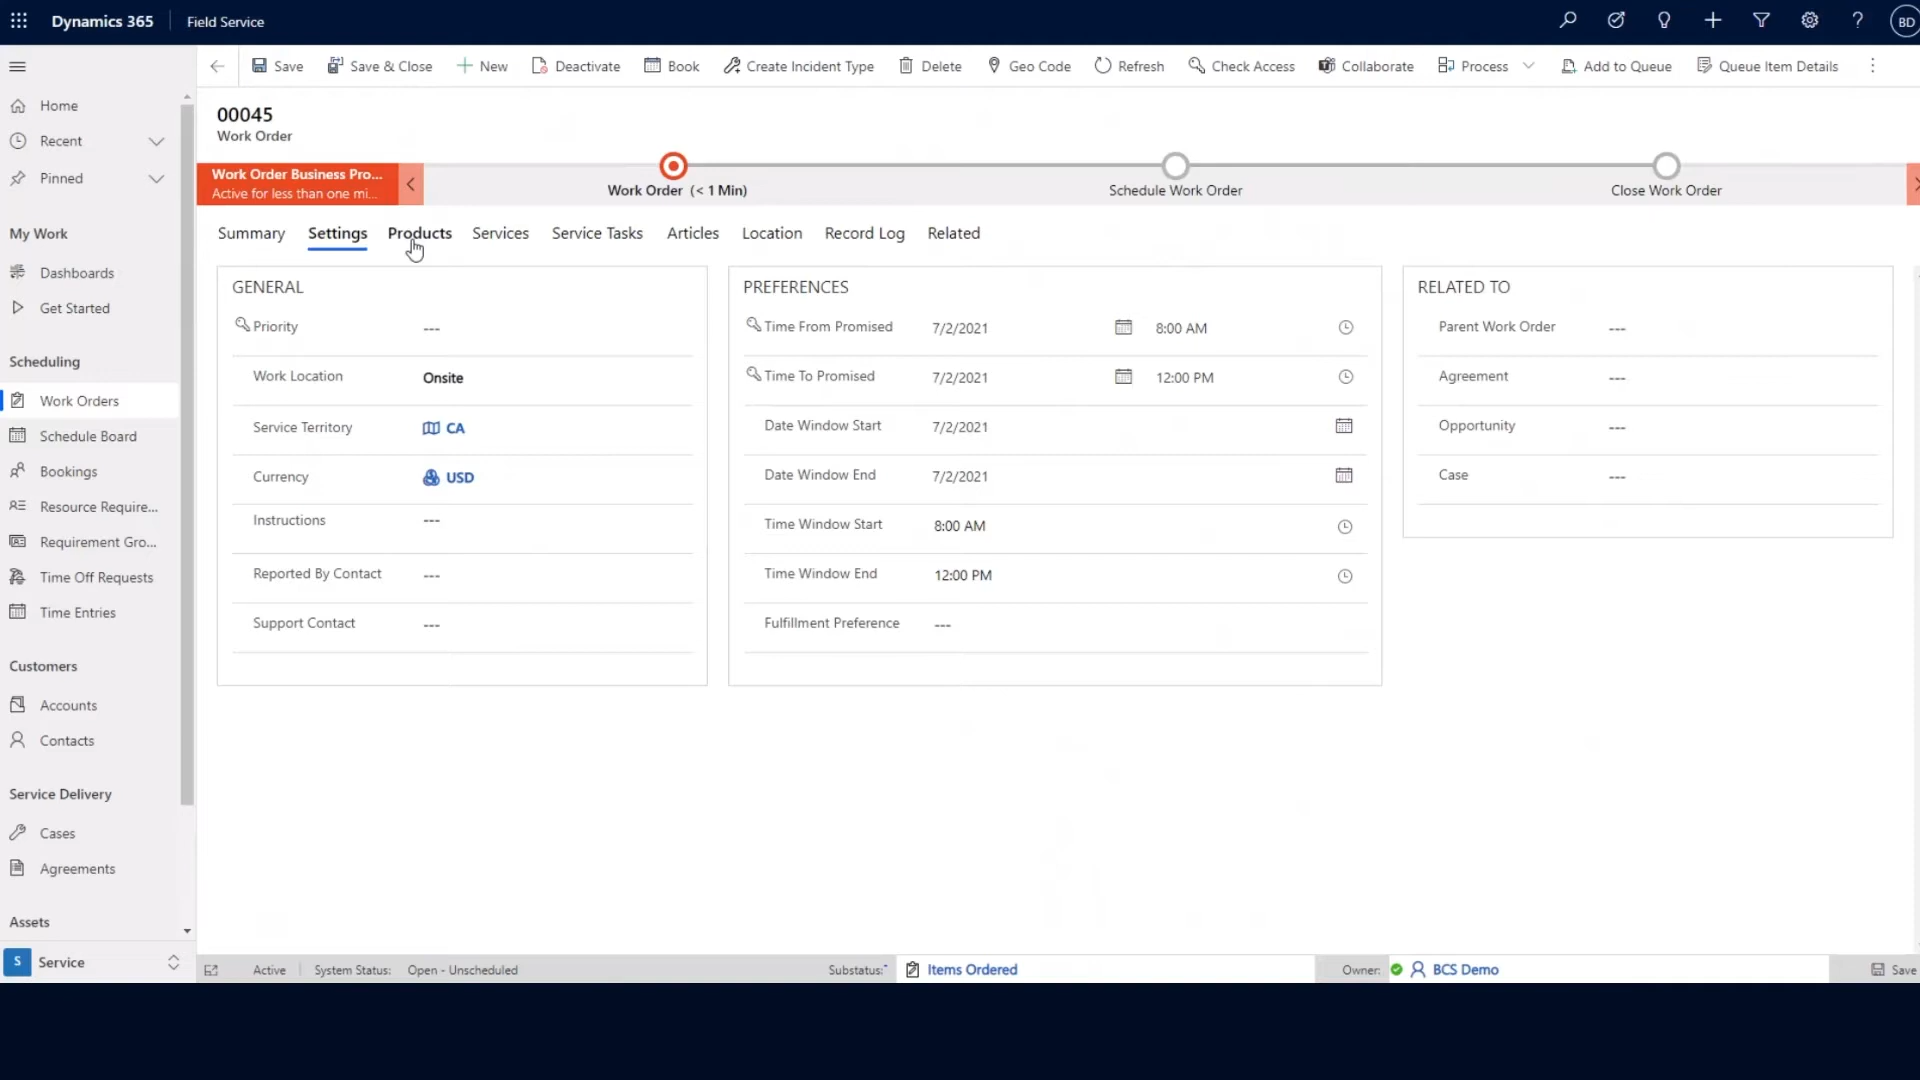 Dynamics 365 Field Service BD
Save Save & Close New Deactivate Book Create Incident Type Delete Geo Code Refresh Check Access Collaborate Process Add to Queue Queue Item Details
Home
Recent
Pinned
My Work
Dashboards
Get Started
Scheduling
Work Orders
Schedule Board
Bookings
Resource Require...
Requirement Gro...
Time Off Requests
Time Entries
Customers
Accounts
Contacts
Service Delivery
Cases
Agreements
Assets
S Service
00045
Work Order
Work Order Business Pro...
Active for less than one mi...
Work Order (< 1 Min)
Schedule Work Order
Close Work Order
Summary Settings Products Services Service Tasks Articles Location Record Log Related
GENERAL
Priority ---
Work Location Onsite
Service Territory CA
Currency USD
Instructions ---
Reported By Contact ---
Support Contact ---
PREFERENCES
Time From Promised 7/2/2021 8:00 AM
Time To Promised 7/2/2021 12:00 PM
Date Window Start 7/2/2021
Date Window End 7/2/2021
Time Window Start 8:00 AM
Time Window End 12:00 PM
Fulfillment Preference ---
RELATED TO
Parent Work Order ---
Agreement ---
Opportunity ---
Case ---
Active System Status: Open - Unscheduled Substatus:* Items Ordered Owner: BCS Demo Save